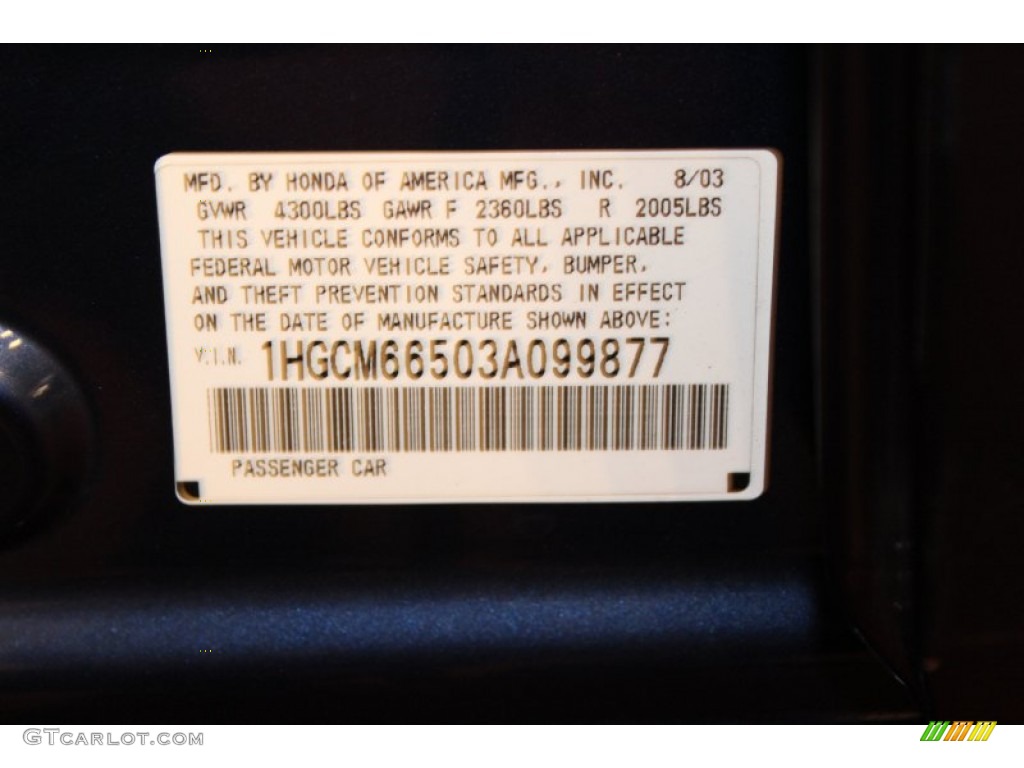 MFD. BY HONDA OF AMERICA MFG., INC. 8/03
GVWR 4300LBS GAWR F 2360LBS R 2005LBS
THIS VEHICLE CONFORMS TO ALL APPLICABLE
FEDERAL MOTOR VEHICLE SAFETY, BUMPER,
AND THEFT PREVENTION STANDARDS IN EFFECT
ON THE DATE OF MANUFACTURE SHOWN ABOVE:
V.I.N. 1HGCM66503A099877
PASSENGER CAR
GTCARLOT.COM